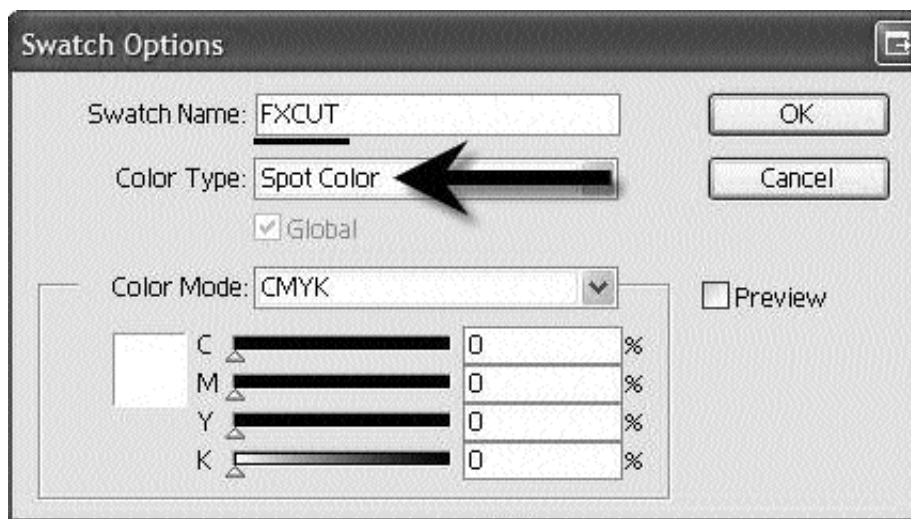 Swatch Options
Swatch Name: FXCUT
OK
Color Type: Spot Color
Cancel
Global
Color Mode: CMYK
Preview
C 0 %
M 0 %
Y 0 %
K 0 %